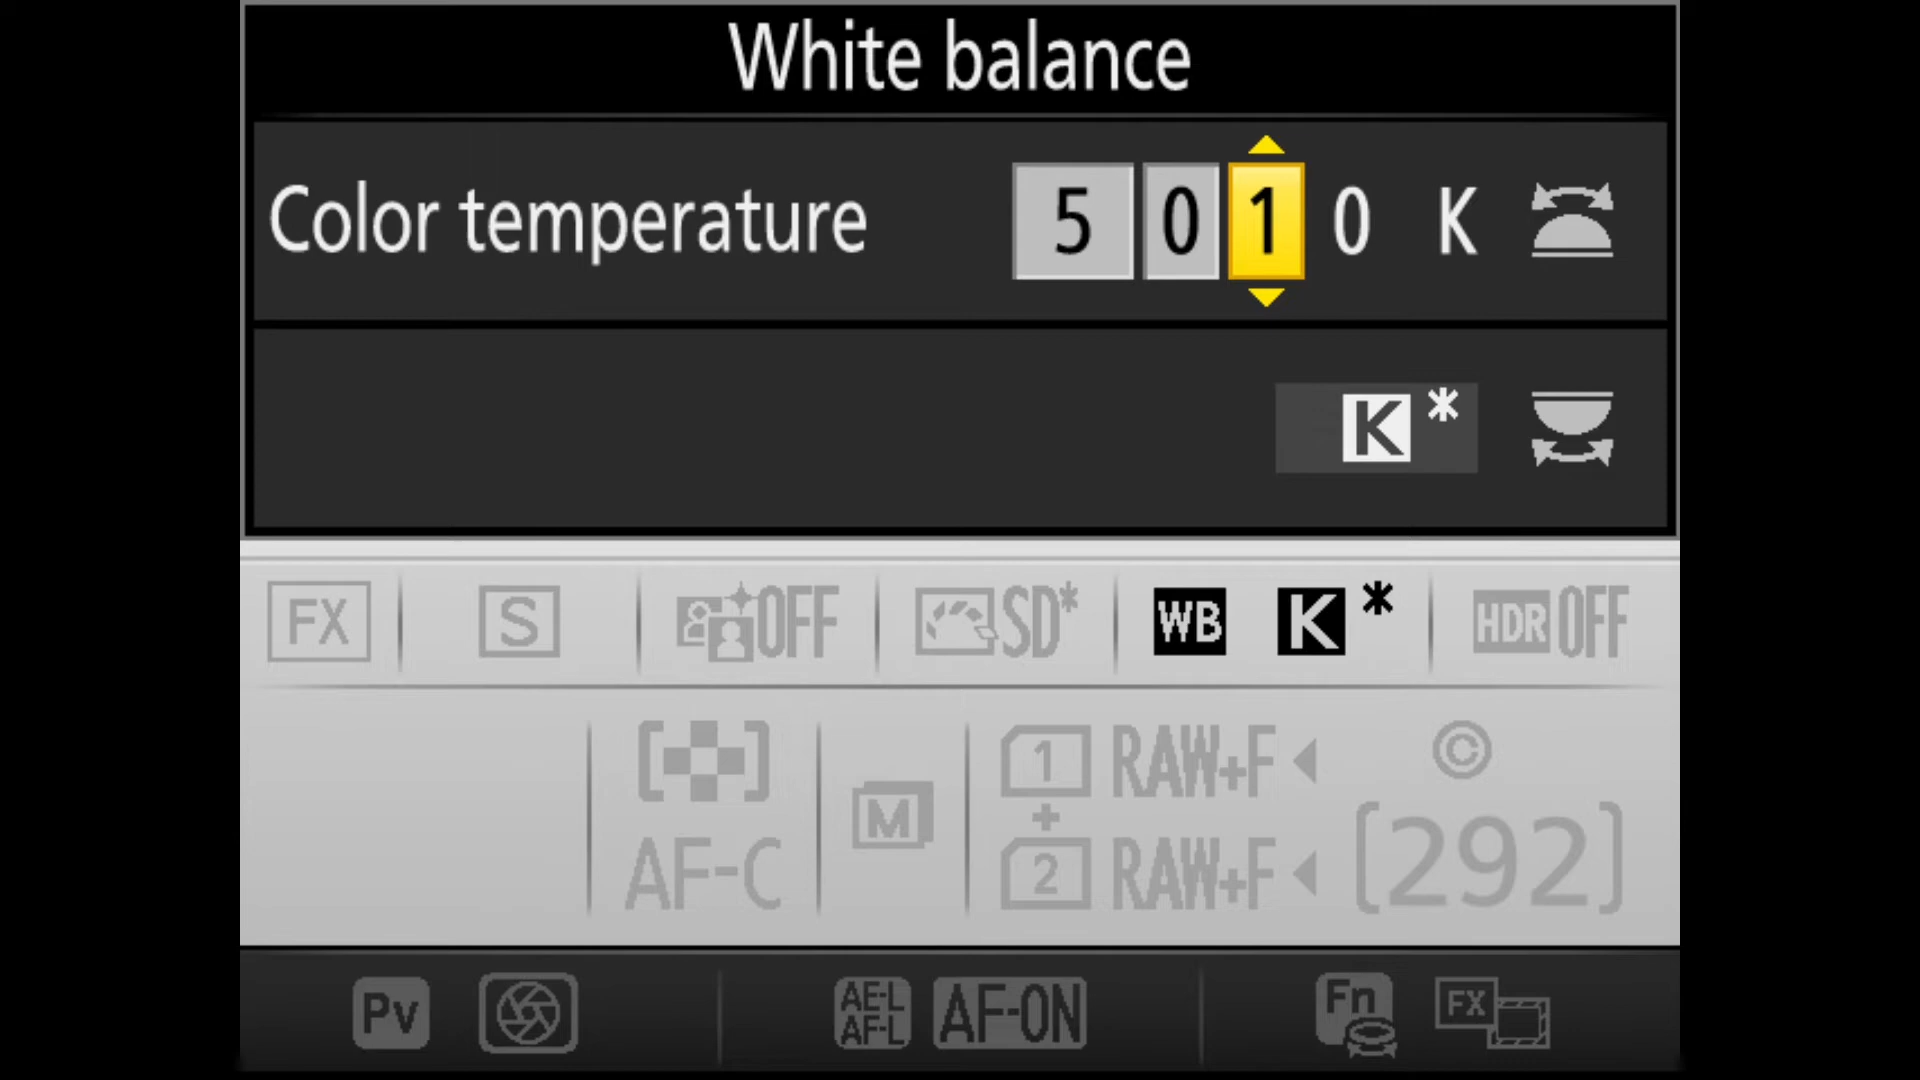 White balance
Color temperature 5 0 1 0 K
K*
FX S OFF SD* WB K* HDR OFF
1 RAW+F ©
[ ] M + [292]
AF-C 2 RAW+F
Pv AE-L AF-L AF-ON Fn FX